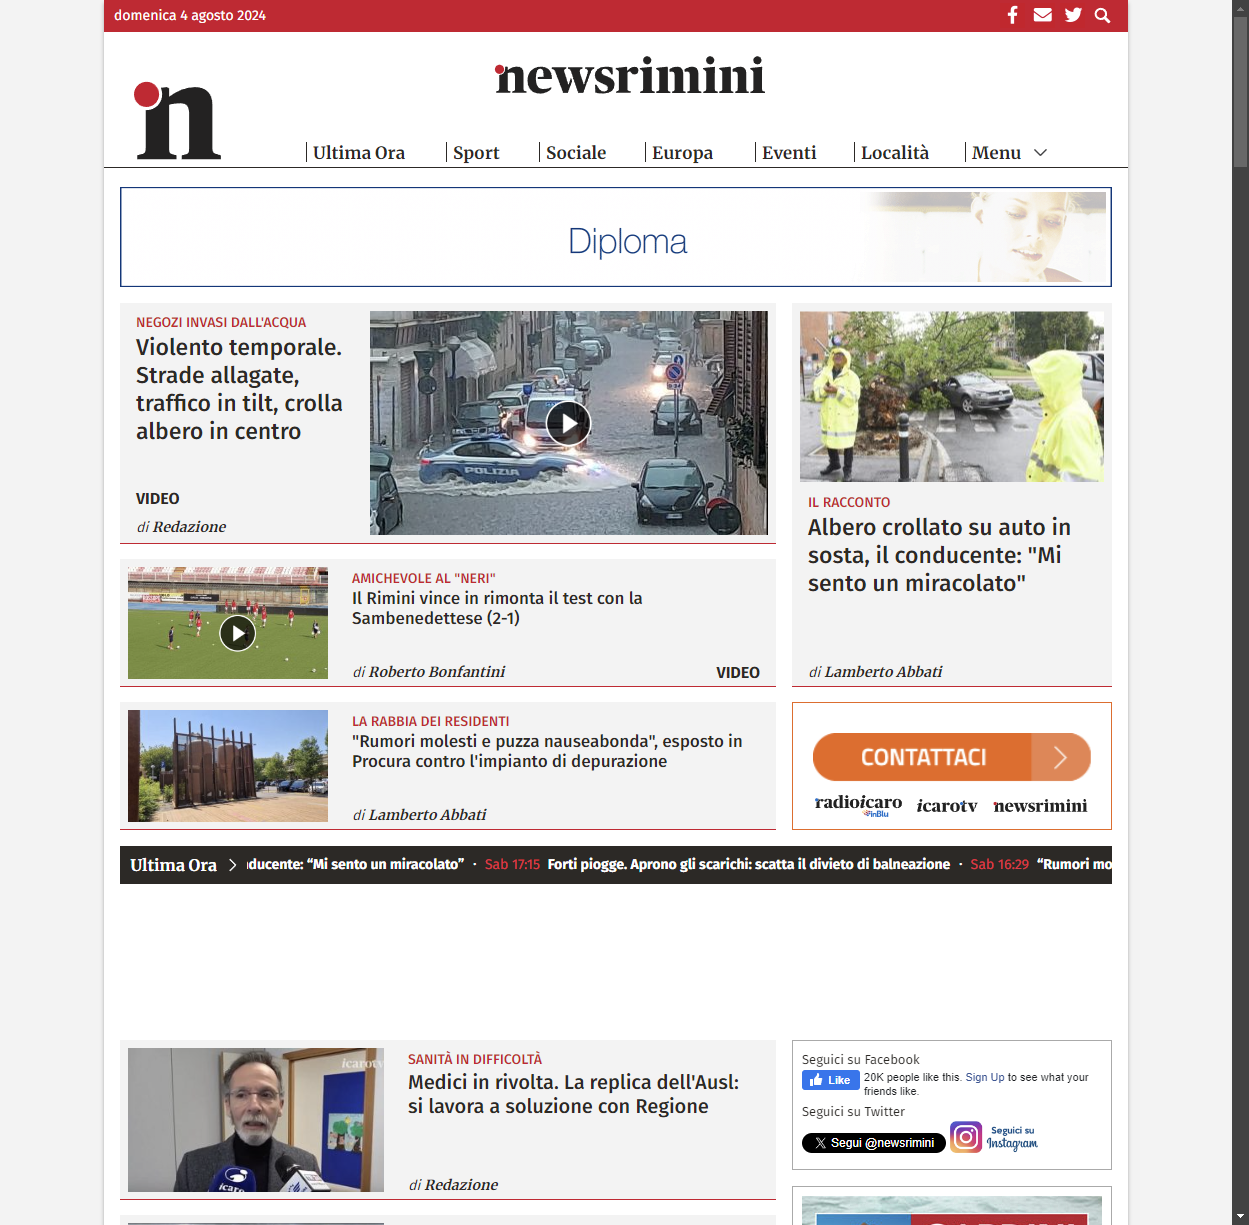 domenica 4 agosto 2024
newsrimini
n
Ultima Ora
Sport
Sociale
Europa
Eventi
Località
Menu
Diploma
NEGOZI INVASI DALL'ACQUA
Violento temporale.
Strade allagate,
traffico in tilt, crolla
albero in centro
VIDEO
di Redazione
POLIZIA
IL RACCONTO
Albero crollato su auto in
sosta, il conducente: "Mi
sento un miracolato"
di Lamberto Abbati
AMICHEVOLE AL "NERI"
Il Rimini vince in rimonta il test con la
Sambenedettese (2-1)
di Roberto Bonfantini
VIDEO
LA RABBIA DEI RESIDENTI
"Rumori molesti e puzza nauseabonda", esposto in
Procura contro l'impianto di depurazione
di Lamberto Abbati
CONTATTACI
radioicaro
inBlu
icarotv
newsrimini
Ultima Ora
ducente: “Mi sento un miracolato” · Sab 17:15 Forti piogge. Aprono gli scarichi: scatta il divieto di balneazione · Sab 16:29 “Rumori mo
icarotv
icaro
SANITÀ IN DIFFICOLTÀ
Medici in rivolta. La replica dell'Ausl:
si lavora a soluzione con Regione
di Redazione
Seguici su Facebook
Like
20K people like this. Sign Up to see what your
friends like.
Seguici su Twitter
Segui @newsrimini
Seguici su
Instagram